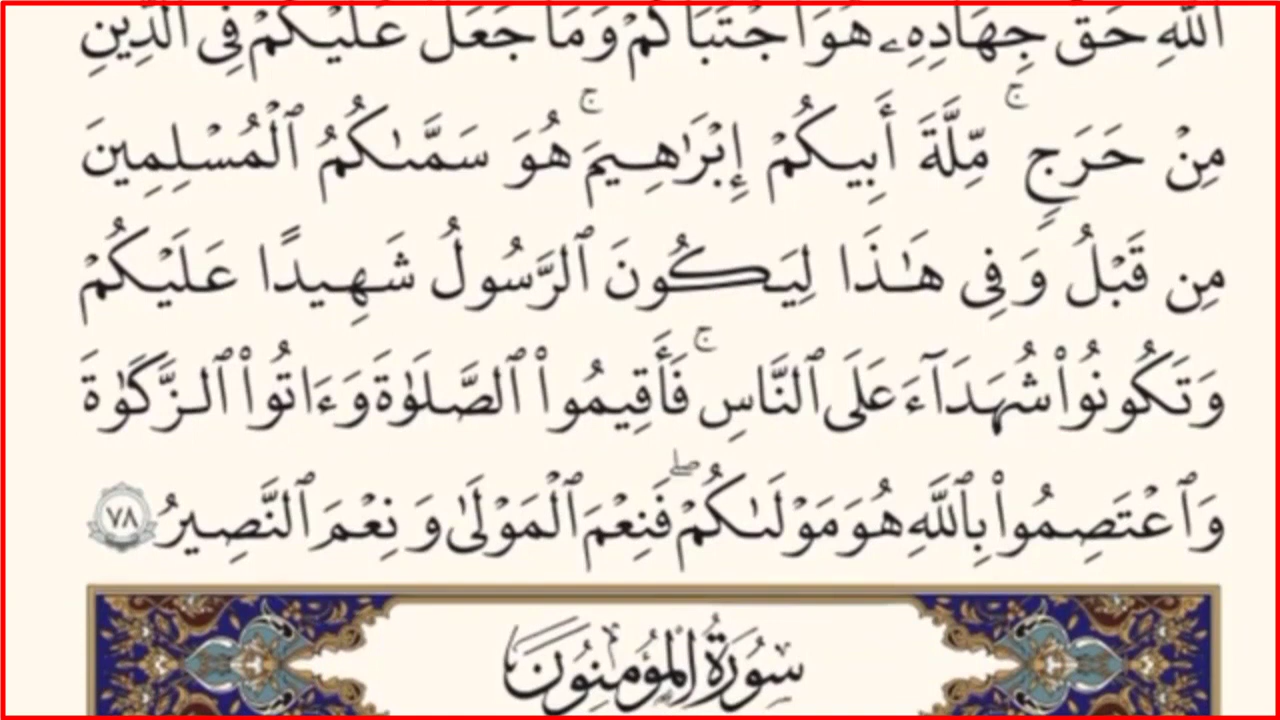 ٱللَّهِ حَقَّ جِهَادِهِۦ هُوَ ٱجْتَبَىٰكُمْ وَمَا جَعَلَ عَلَيْكُمْ فِى ٱلدِّينِ
مِنْ حَرَجٍ ۚ مِّلَّةَ أَبِيكُمْ إِبْرَٰهِيمَ ۚ هُوَ سَمَّىٰكُمُ ٱلْمُسْلِمِينَ
مِن قَبْلُ وَفِى هَـٰذَا لِيَكُونَ ٱلرَّسُولُ شَهِيدًا عَلَيْكُمْ
وَتَكُونُوا۟ شُهَدَآءَ عَلَى ٱلنَّاسِ ۚ فَأَقِيمُوا۟ ٱلصَّلَوٰةَ وَءَاتُوا۟ ٱلزَّكَوٰةَ
وَٱعْتَصِمُوا۟ بِٱللَّهِ هُوَ مَوْلَىٰكُمْ ۖ فَنِعْمَ ٱلْمَوْلَىٰ وَنِعْمَ ٱلنَّصِيرُ ٧٨
سُورَةُ المُؤۡمِنُونَ